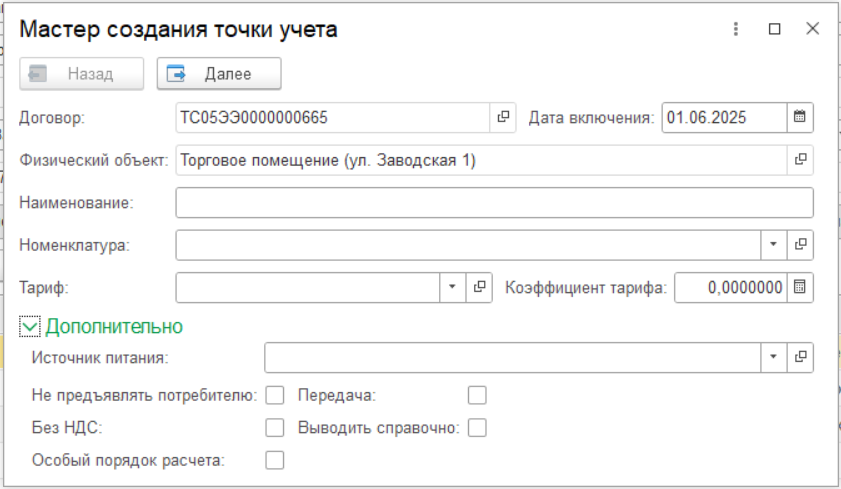 Мастер создания точки учета
Назад Далее
Договор: ТС05ЭЭ0000000665 Дата включения: 01.06.2025
Физический объект: Торговое помещение (ул. Заводская 1)
Наименование:
Номенклатура:
Тариф: Коэффициент тарифа: 0,0000000
Дополнительно
Источник питания:
Не предъявлять потребителю: Передача:
Без НДС: Выводить справочно:
Особый порядок расчета: